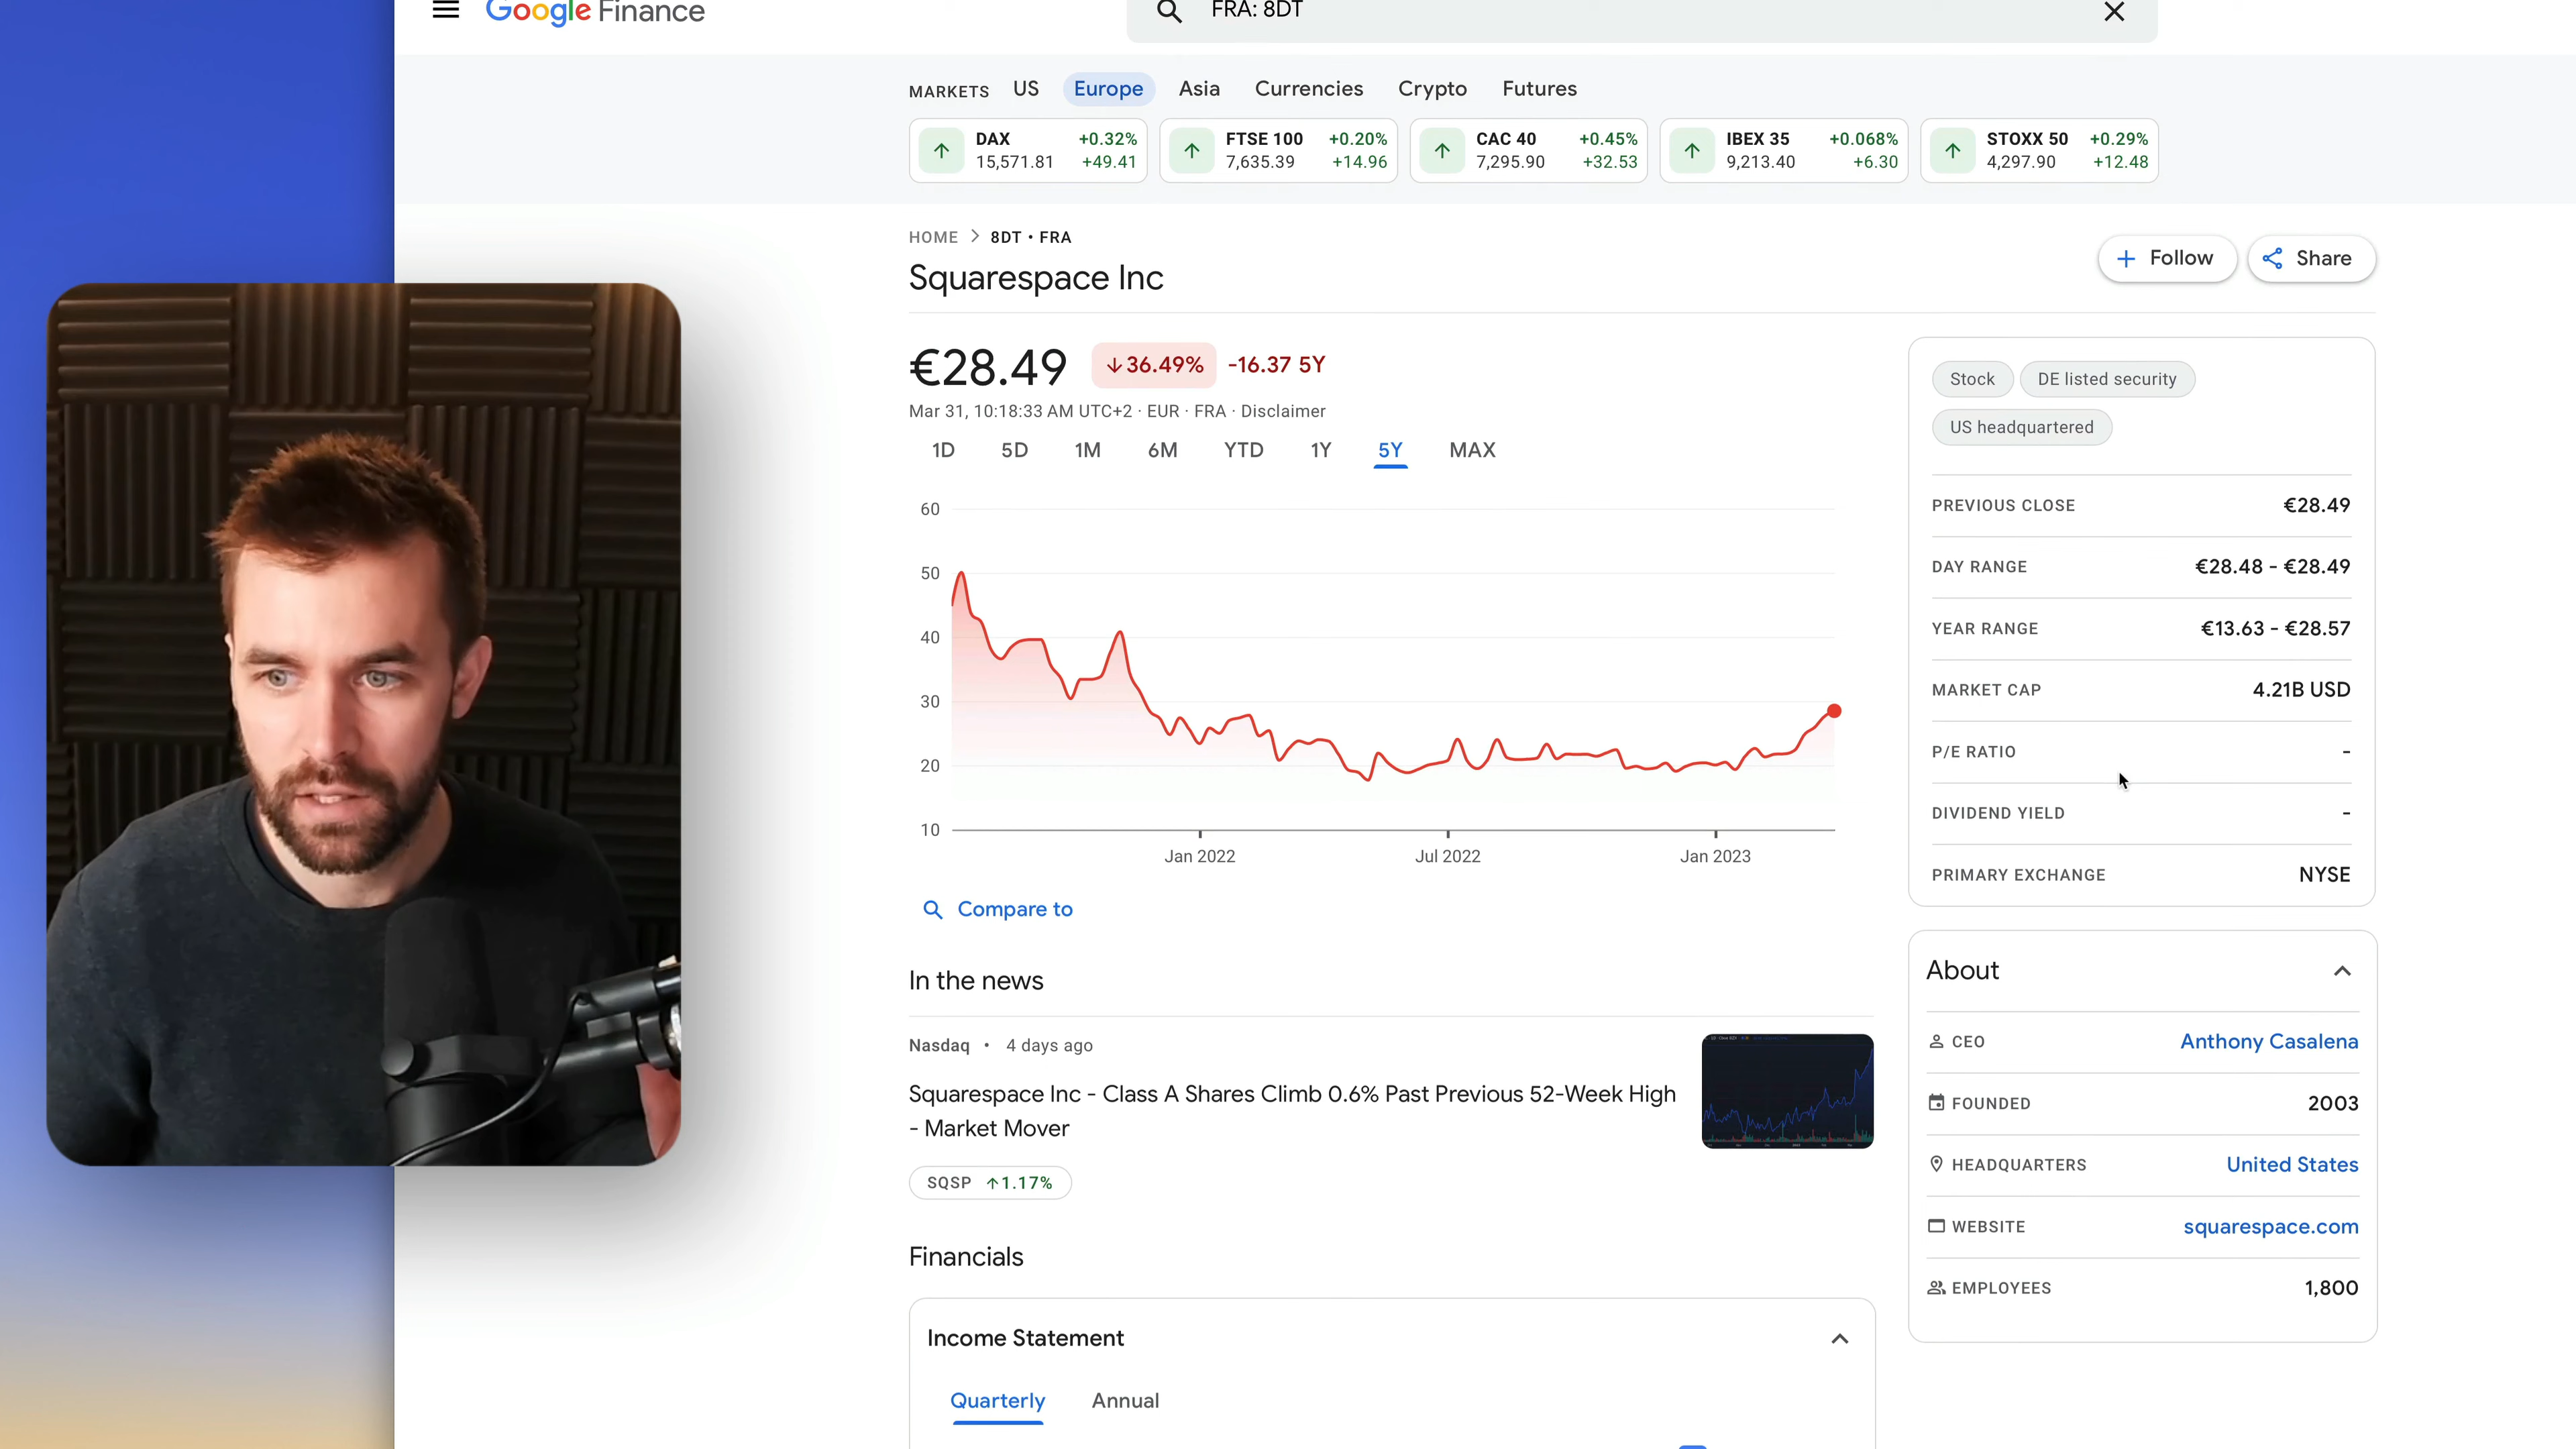 Google Finance
FRA: 8DT
MARKETS US Europe Asia Currencies Crypto Futures
DAX +0.32%
15,571.81 +49.41
FTSE 100 +0.20%
7,635.39 +14.96
CAC 40 +0.45%
7,295.90 +32.53
IBEX 35 +0.068%
9,213.40 +6.30
STOXX 50 +0.29%
4,297.90 +12.48
HOME 8DT • FRA
Squarespace Inc
Follow
Share
€28.49 36.49% -16.37 5Y
Mar 31, 10:18:33 AM UTC+2 · EUR · FRA · Disclaimer
1D 5D 1M 6M YTD 1Y 5Y MAX
60
50
40
30
20
10
Jan 2022 Jul 2022 Jan 2023
Compare to
Stock DE listed security
US headquartered
PREVIOUS CLOSE €28.49
DAY RANGE €28.48 - €28.49
YEAR RANGE €13.63 - €28.57
MARKET CAP 4.21B USD
P/E RATIO -
DIVIDEND YIELD -
PRIMARY EXCHANGE NYSE
In the news
Nasdaq • 4 days ago
Squarespace Inc - Class A Shares Climb 0.6% Past Previous 52-Week High
- Market Mover
SQSP 1.17%
Financials
Income Statement
Quarterly Annual
About
CEO Anthony Casalena
FOUNDED 2003
HEADQUARTERS United States
WEBSITE squarespace.com
EMPLOYEES 1,800